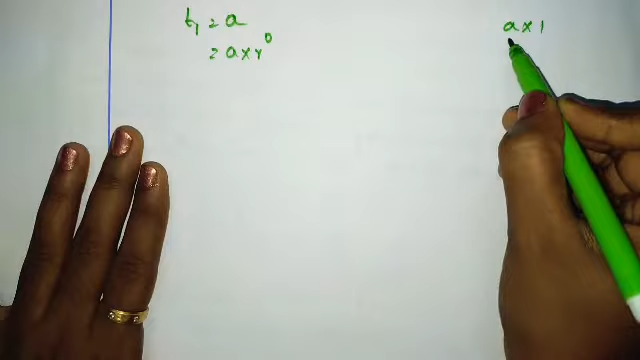 t₁ = a
= a × r⁰
a × 1